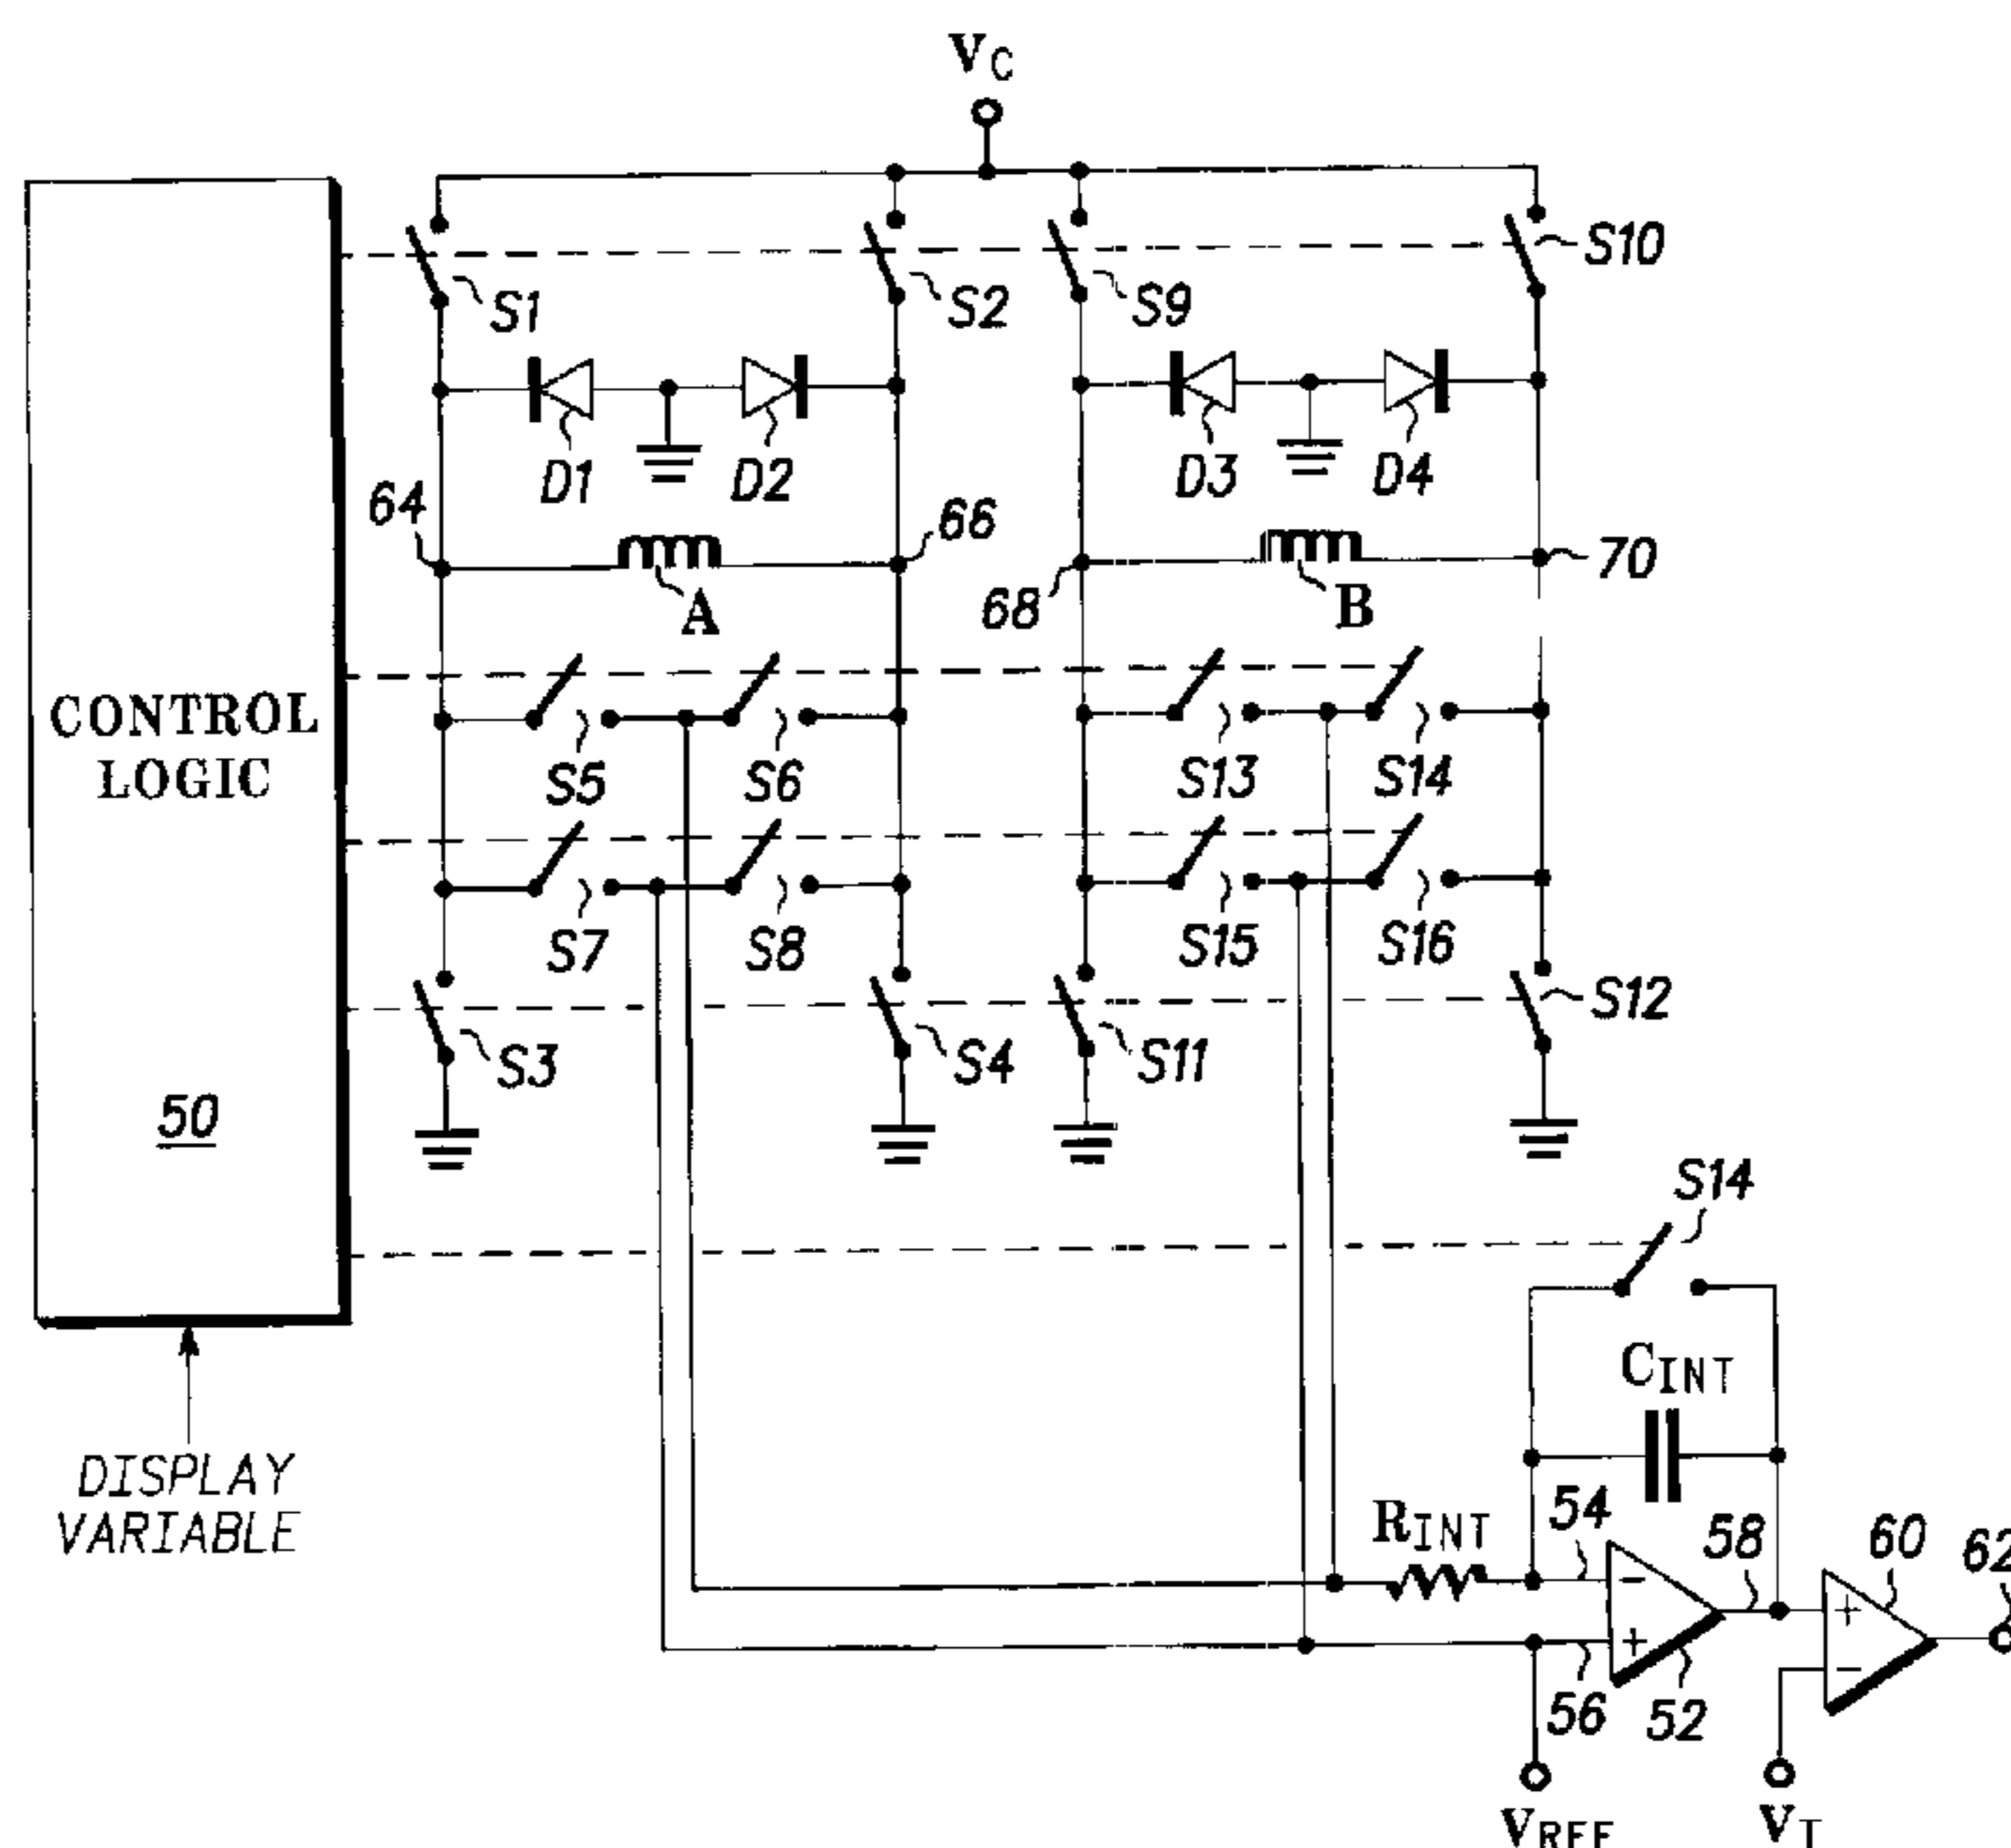 VC
S10
S1
S2
S9
D1
D2
D3
D4
64
66
68
70
A
B
CONTROL
LOGIC
S5
S6
S13
S14
S7
S8
S15
S16
S3
S4
S11
S12
50
S14
CINT
DISPLAY
VARIABLE
RINT
54
58
60
62
56
52
VREF
VT